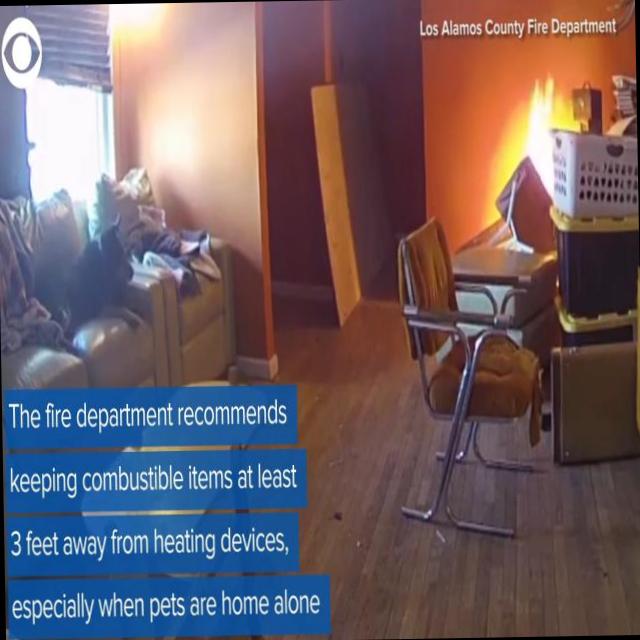 Los Alamos County Fire Department
The fire department recommends
keeping combustible items at least
3 feet away from heating devices,
especially when pets are home alone